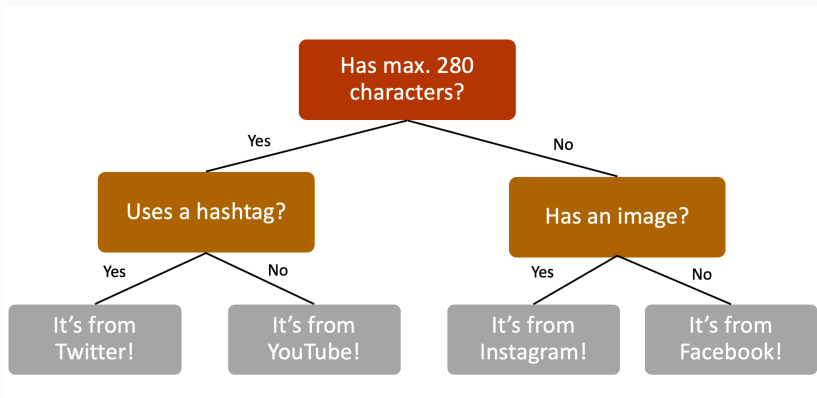 Has max. 280
characters?
Yes
No
Uses a hashtag?
Has an image?
Yes
No
Yes
No
It's from
Twitter!
It's from
YouTube!
It's from
Instagram!
It's from
Facebook!